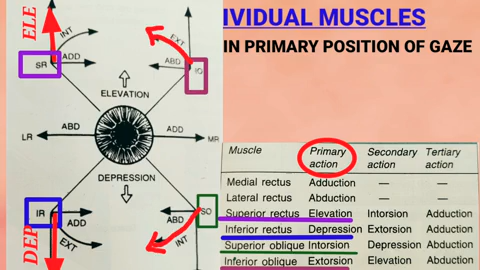 IVIDUAL MUSCLES
IN PRIMARY POSITION OF GAZE
ELE
INT
EXT
SR
ADD
ABD
IO
ELEVATION
LR
ABD
ADD
MR
DEPRESSION
IR
ADD
ABD
SO
EXT
INT
DEP
Muscle Primary action Secondary action Tertiary action
Medial rectus Adduction — —
Lateral rectus Abduction — —
Superior rectus Elevation Intorsion Adduction
Inferior rectus Depression Extorsion Adduction
Superior oblique Intorsion Depression Abduction
Inferior oblique Extorsion Elevation Abduction